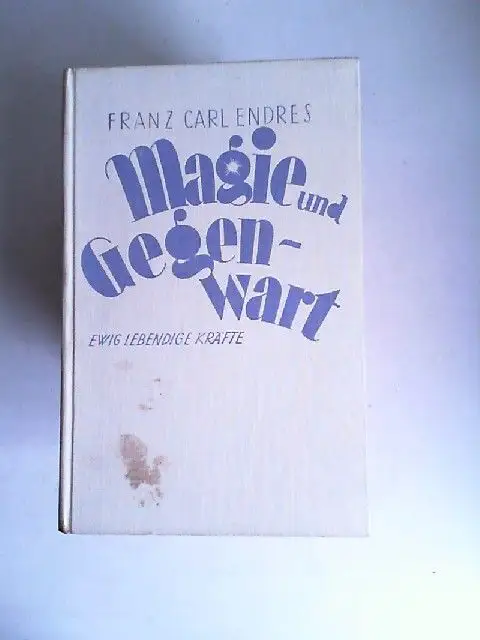 FRANZ CARL ENDRES
Magie und
Gegen-
wart
EWIG LEBENDIGE KRÄFTE